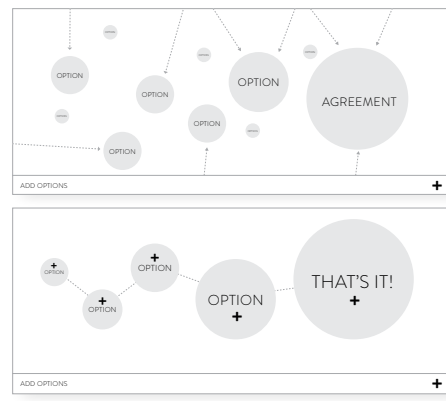 OPTION
OPTION
OPTION
OPTION
OPTION
AGREEMENT
ADD OPTIONS +
+
OPTION
+
OPTION
+
OPTION
OPTION
+
THAT'S IT!
+
ADD OPTIONS +